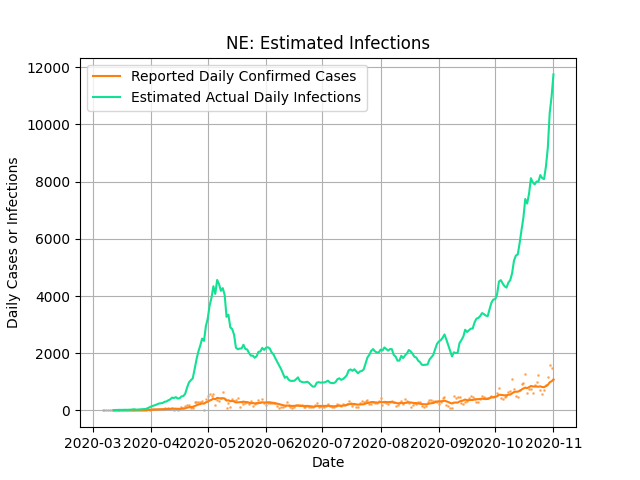 NE: Estimated Infections
Reported Daily Confirmed Cases
Estimated Actual Daily Infections
Daily Cases or Infections
12000
10000
8000
6000
4000
2000
0
2020-03 2020-04 2020-05 2020-06 2020-07 2020-08 2020-09 2020-10 2020-11
Date